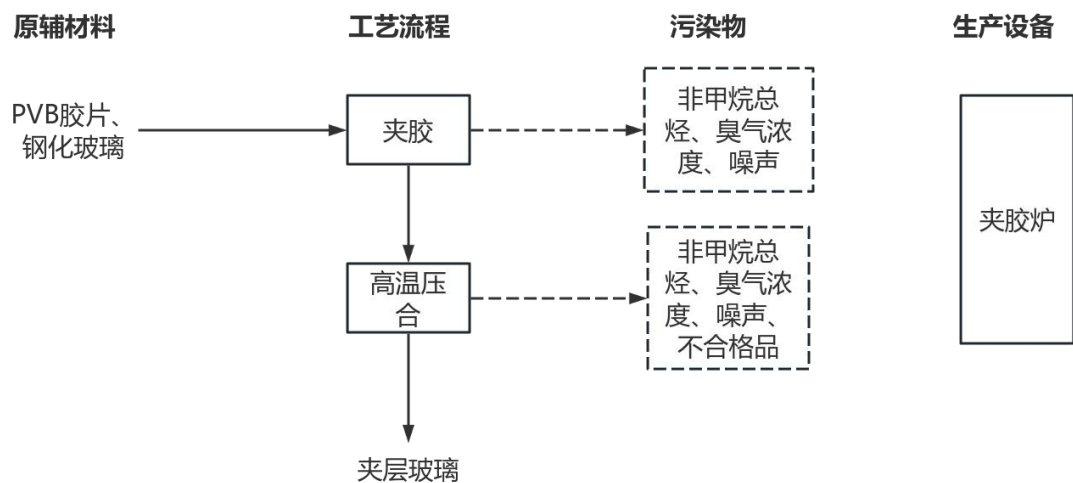 原辅材料
工艺流程
污染物
生产设备
PVB胶片、
钢化玻璃
夹胶
非甲烷总
烃、臭气浓
度、噪声
夹胶炉
高温压
合
非甲烷总
烃、臭气浓
度、噪声、
不合格品
夹层玻璃